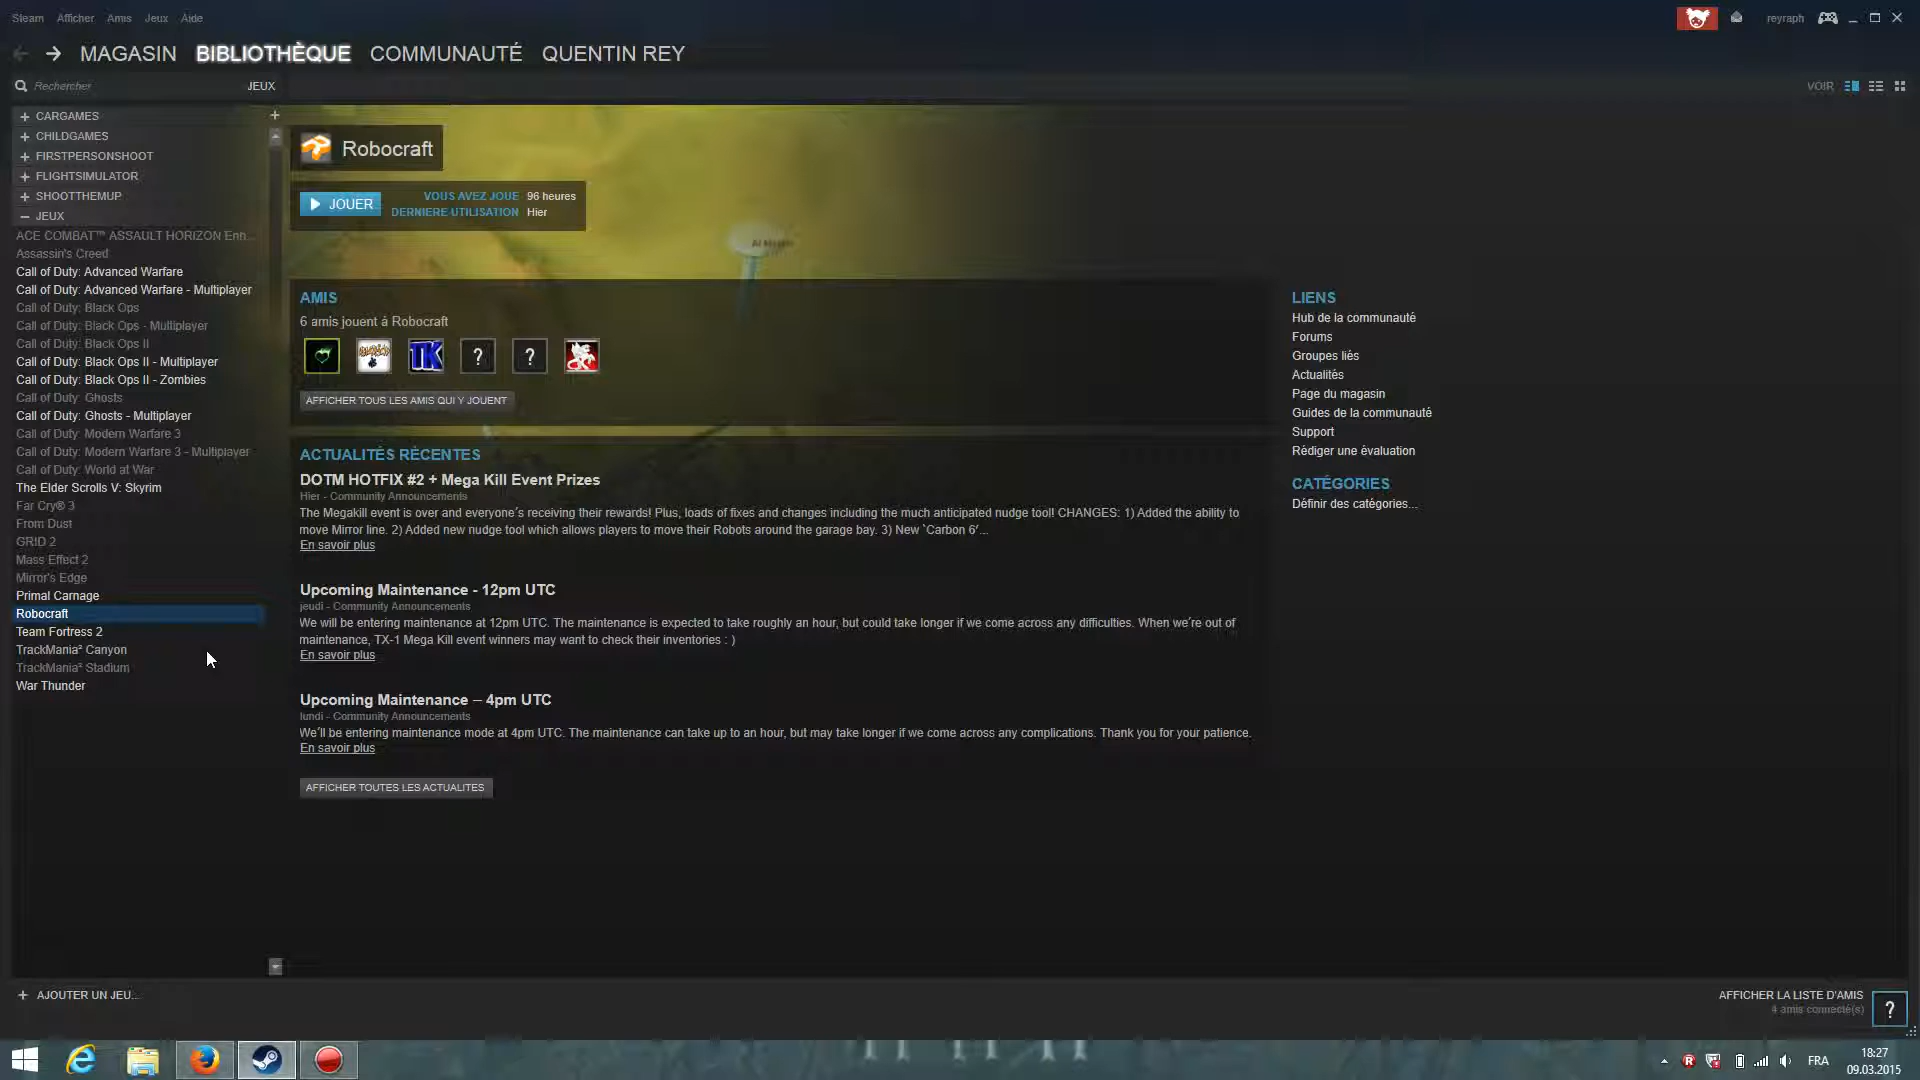 Steam Afficher Amis Jeux Aide
reyraph
MAGASIN BIBLIOTHÈQUE COMMUNAUTÉ QUENTIN REY
Rechercher JEUX
VOIR
+ CARGAMES +
+ CHILDGAMES
+ FIRSTPERSONSHOOT
+ FLIGHTSIMULATOR
+ SHOOTTHEMUP
− JEUX
ACE COMBAT™ ASSAULT HORIZON Enh...
Assassin's Creed
Call of Duty: Advanced Warfare
Call of Duty: Advanced Warfare - Multiplayer
Call of Duty: Black Ops
Call of Duty: Black Ops - Multiplayer
Call of Duty: Black Ops II
Call of Duty: Black Ops II - Multiplayer
Call of Duty: Black Ops II - Zombies
Call of Duty: Ghosts
Call of Duty: Ghosts - Multiplayer
Call of Duty: Modern Warfare 3
Call of Duty: Modern Warfare 3 - Multiplayer
Call of Duty: World at War
The Elder Scrolls V: Skyrim
Far Cry® 3
From Dust
GRID 2
Mass Effect 2
Mirror's Edge
Primal Carnage
Robocraft
Team Fortress 2
TrackMania² Canyon
TrackMania² Stadium
War Thunder
Robocraft
JOUER
VOUS AVEZ JOUE 96 heures
DERNIERE UTILISATION Hier
AMIS
6 amis jouent à Robocraft
TK ? ?
AFFICHER TOUS LES AMIS QUI Y JOUENT
ACTUALITÉS RÉCENTES
DOTM HOTFIX #2 + Mega Kill Event Prizes
Hier - Community Announcements
The Megakill event is over and everyone's receiving their rewards! Plus, loads of fixes and changes including the much anticipated nudge tool! CHANGES: 1) Added the ability to
move Mirror line. 2) Added new nudge tool which allows players to move their Robots around the garage bay. 3) New 'Carbon 6'...
En savoir plus
Upcoming Maintenance - 12pm UTC
jeudi - Community Announcements
We will be entering maintenance at 12pm UTC. The maintenance is expected to take roughly an hour, but could take longer if we come across any difficulties. When we're out of
maintenance, TX-1 Mega Kill event winners may want to check their inventories : )
En savoir plus
Upcoming Maintenance – 4pm UTC
lundi - Community Announcements
We'll be entering maintenance mode at 4pm UTC. The maintenance can take up to an hour, but may take longer if we come across any complications. Thank you for your patience.
En savoir plus
AFFICHER TOUTES LES ACTUALITES
LIENS
Hub de la communauté
Forums
Groupes liés
Actualités
Page du magasin
Guides de la communauté
Support
Rédiger une évaluation
CATÉGORIES
Définir des catégories...
+ AJOUTER UN JEU...
AFFICHER LA LISTE D'AMIS
4 amis connecté(s)
?
FRA
18:27
09.03.2015